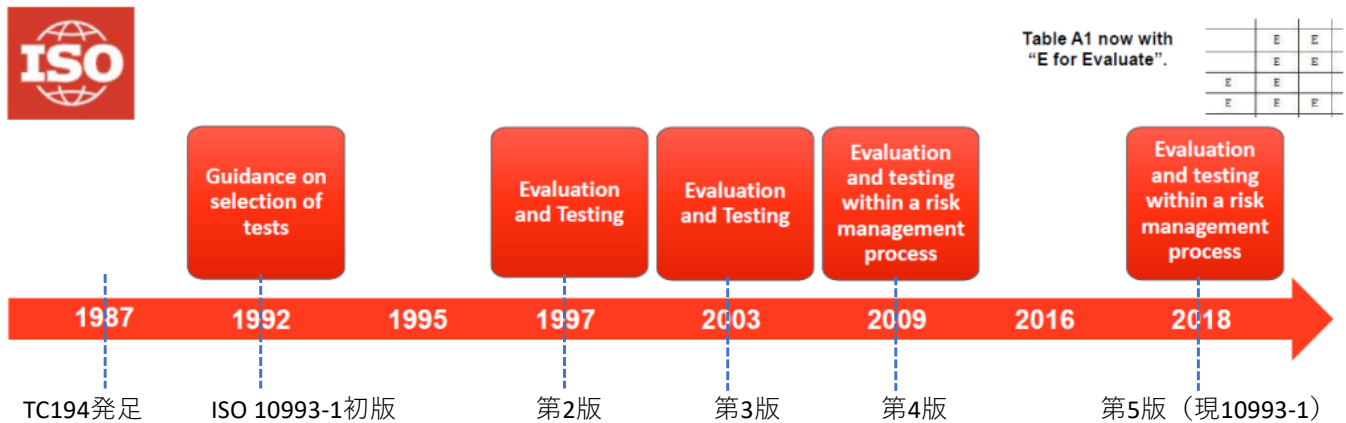 ISO
Table A1 now with
“E for Evaluate”.
E E
E E
E E
E E E
Guidance on
selection of
tests
Evaluation
and Testing
Evaluation
and Testing
Evaluation
and testing
within a risk
management
process
Evaluation
and testing
within a risk
management
process
1987 1992 1995 1997 2003 2009 2016 2018
TC194発足 ISO 10993-1初版 第2版 第3版 第4版 第5版（現10993-1）